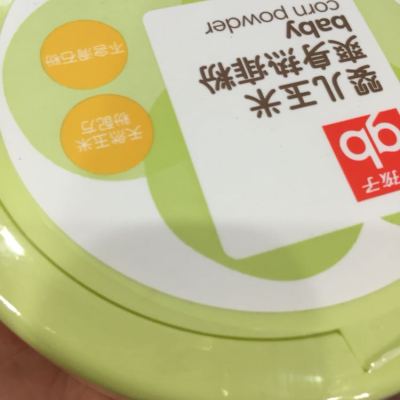 gb
孩子
婴儿玉米
爽身热痱粉
baby
corn powder
天然玉米
粉配方
不含滑石粉